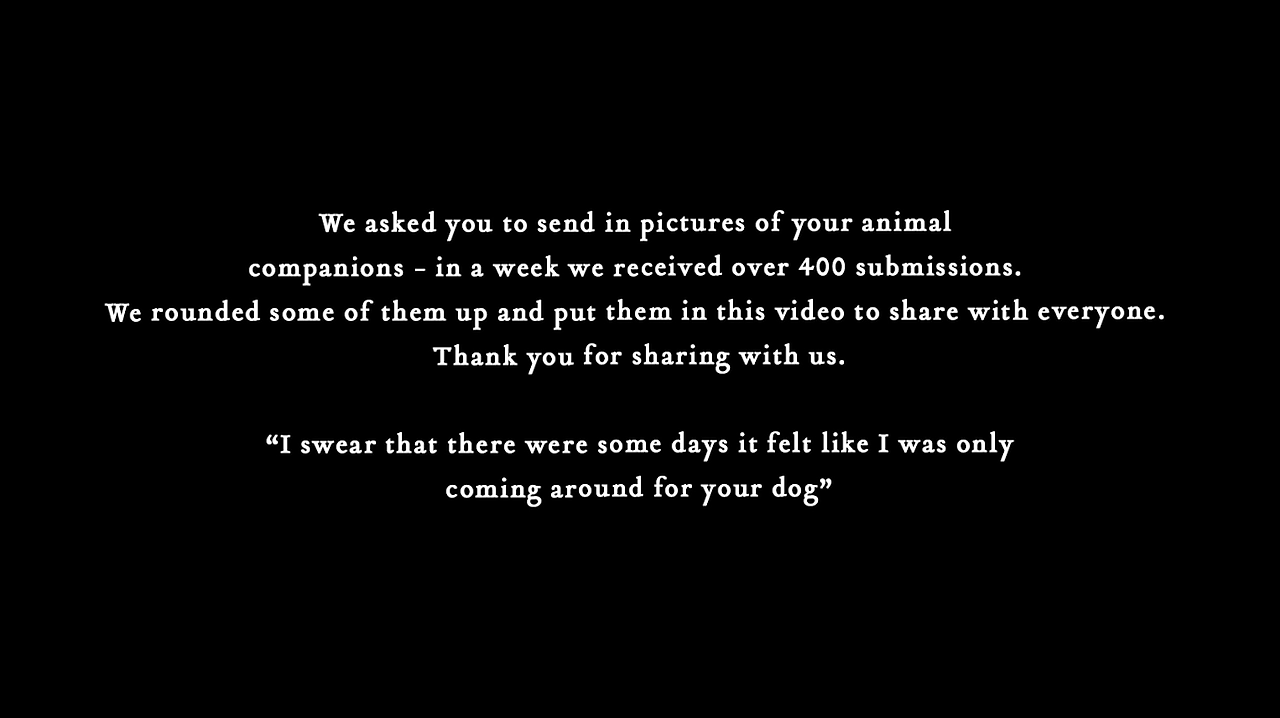 We asked you to send in pictures of your animal
companions - in a week we received over 400 submissions.
We rounded some of them up and put them in this video to share with everyone.
Thank you for sharing with us.
“I swear that there were some days it felt like I was only
coming around for your dog”